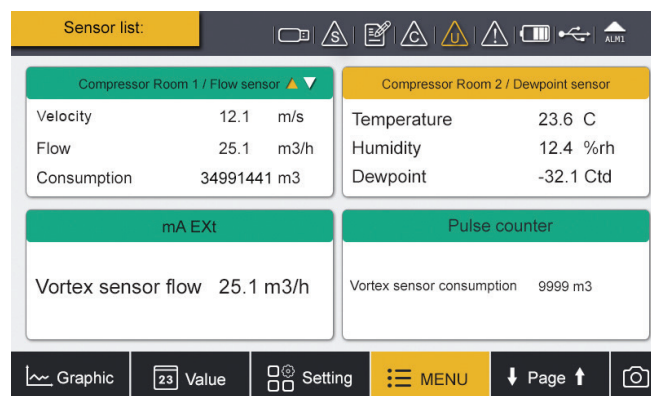 Sensor list:
S C U ! ALM1
Compressor Room 1 / Flow sensor
Velocity 12.1 m/s
Flow 25.1 m3/h
Consumption 34991441 m3
Compressor Room 2 / Dewpoint sensor
Temperature 23.6 C
Humidity 12.4 %rh
Dewpoint -32.1 Ctd
mA EXt
Vortex sensor flow 25.1 m3/h
Pulse counter
Vortex sensor consumption 9999 m3
Graphic 23 Value Setting MENU Page